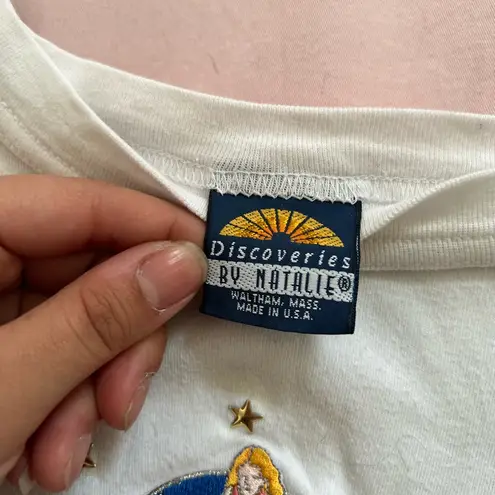 Discoveries
BY NATALIE®
WALTHAM, MASS.
MADE IN U.S.A.